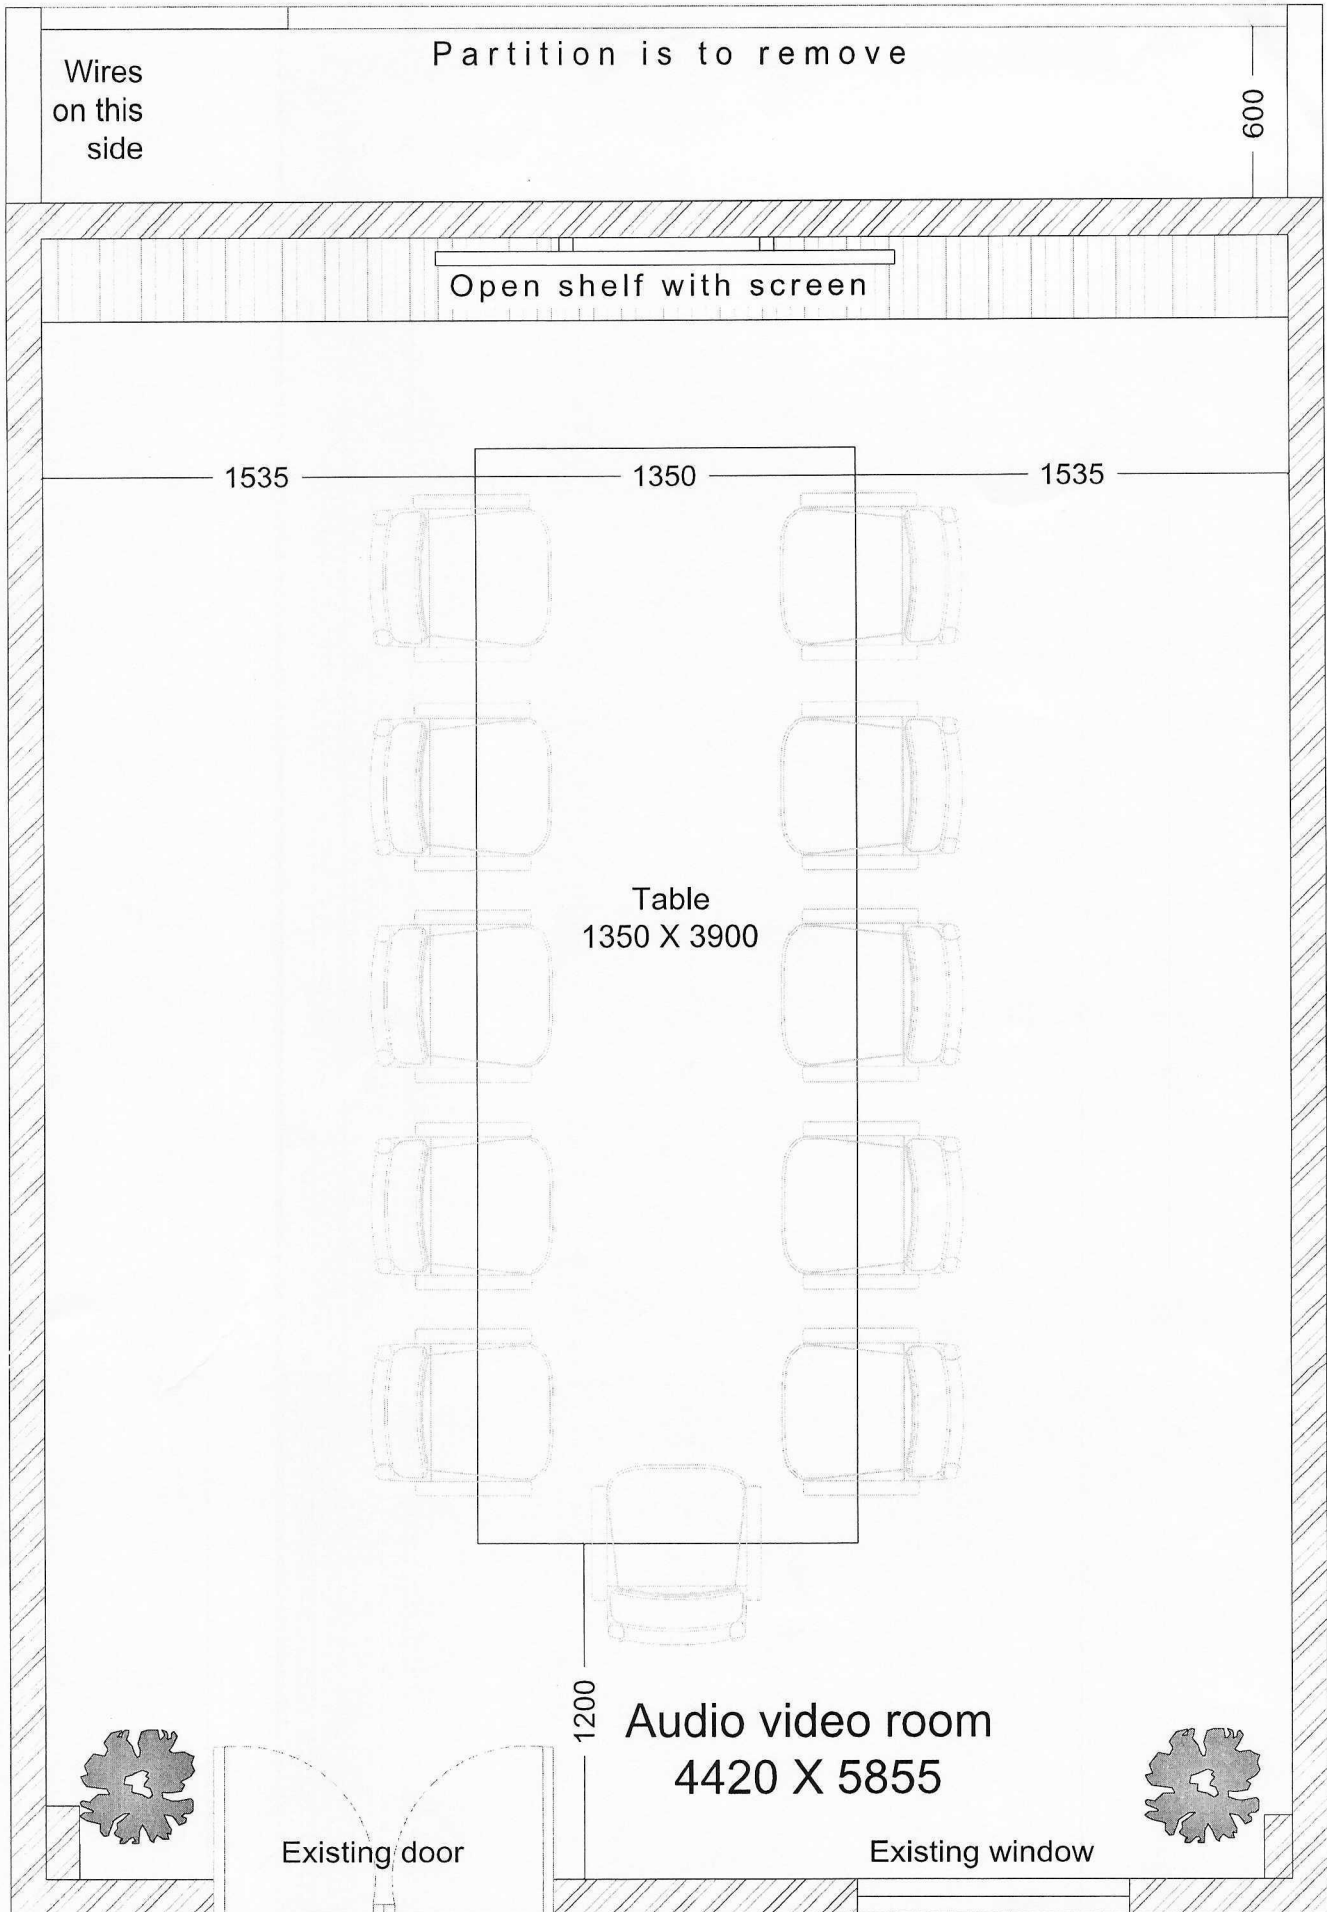 Partition is to remove
Wires
on this
side
600
Open shelf with screen
1535
1350
1535
Table
1350 X 3900
1200
Audio video room
4420 X 5855
Existing door
Existing window